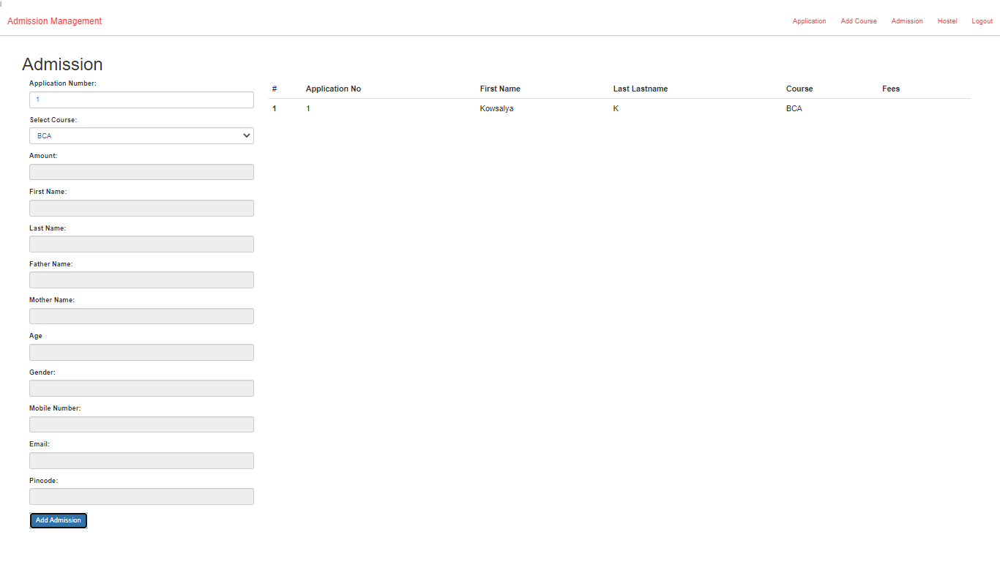 Admission Management
Application Add Course Admission Hostel Logout
Admission
Application Number:
1
Select Course:
BCA
Amount:
First Name:
Last Name:
Father Name:
Mother Name:
Age
Gender:
Mobile Number:
Email:
Pincode:
Add Admission
# Application No First Name Last Lastname Course Fees
1 1 Kowsalya K BCA